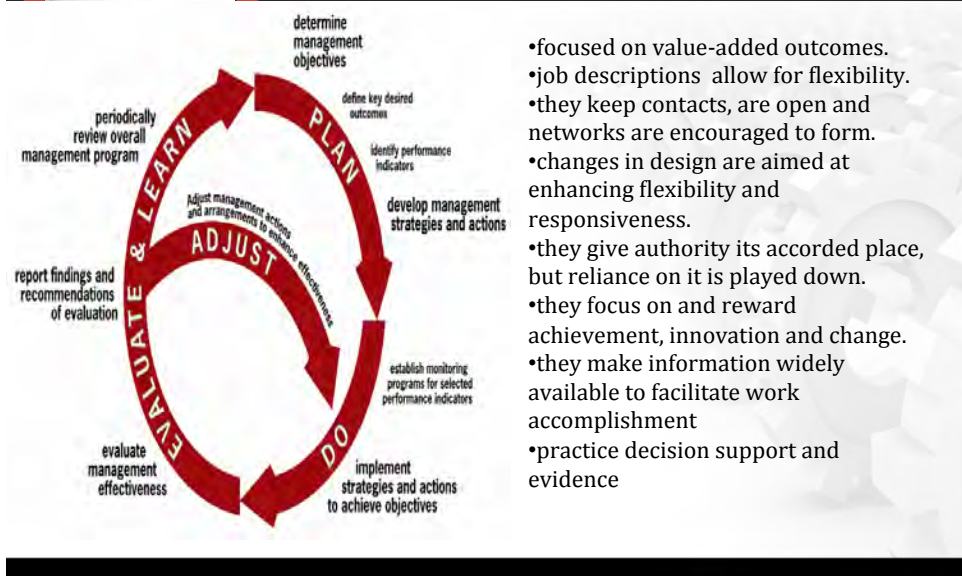 determine
management
objectives
define key desired
outcomes
identify performance
indicators
develop management
strategies and actions
PLAN
establish monitoring
programs for selected
performance indicators
implement
strategies and actions
to achieve objectives
DO
evaluate
management
effectiveness
report findings and
recommendations
of evaluation
periodically
review overall
management program
EVALUATE & LEARN
Adjust management actions
and arrangements to enhance effectiveness
ADJUST
•focused on value-added outcomes.
•job descriptions  allow for flexibility.
•they keep contacts, are open and
networks are encouraged to form.
•changes in design are aimed at
enhancing flexibility and
responsiveness.
•they give authority its accorded place,
but reliance on it is played down.
•they focus on and reward
achievement, innovation and change.
•they make information widely
available to facilitate work
accomplishment
•practice decision support and
evidence